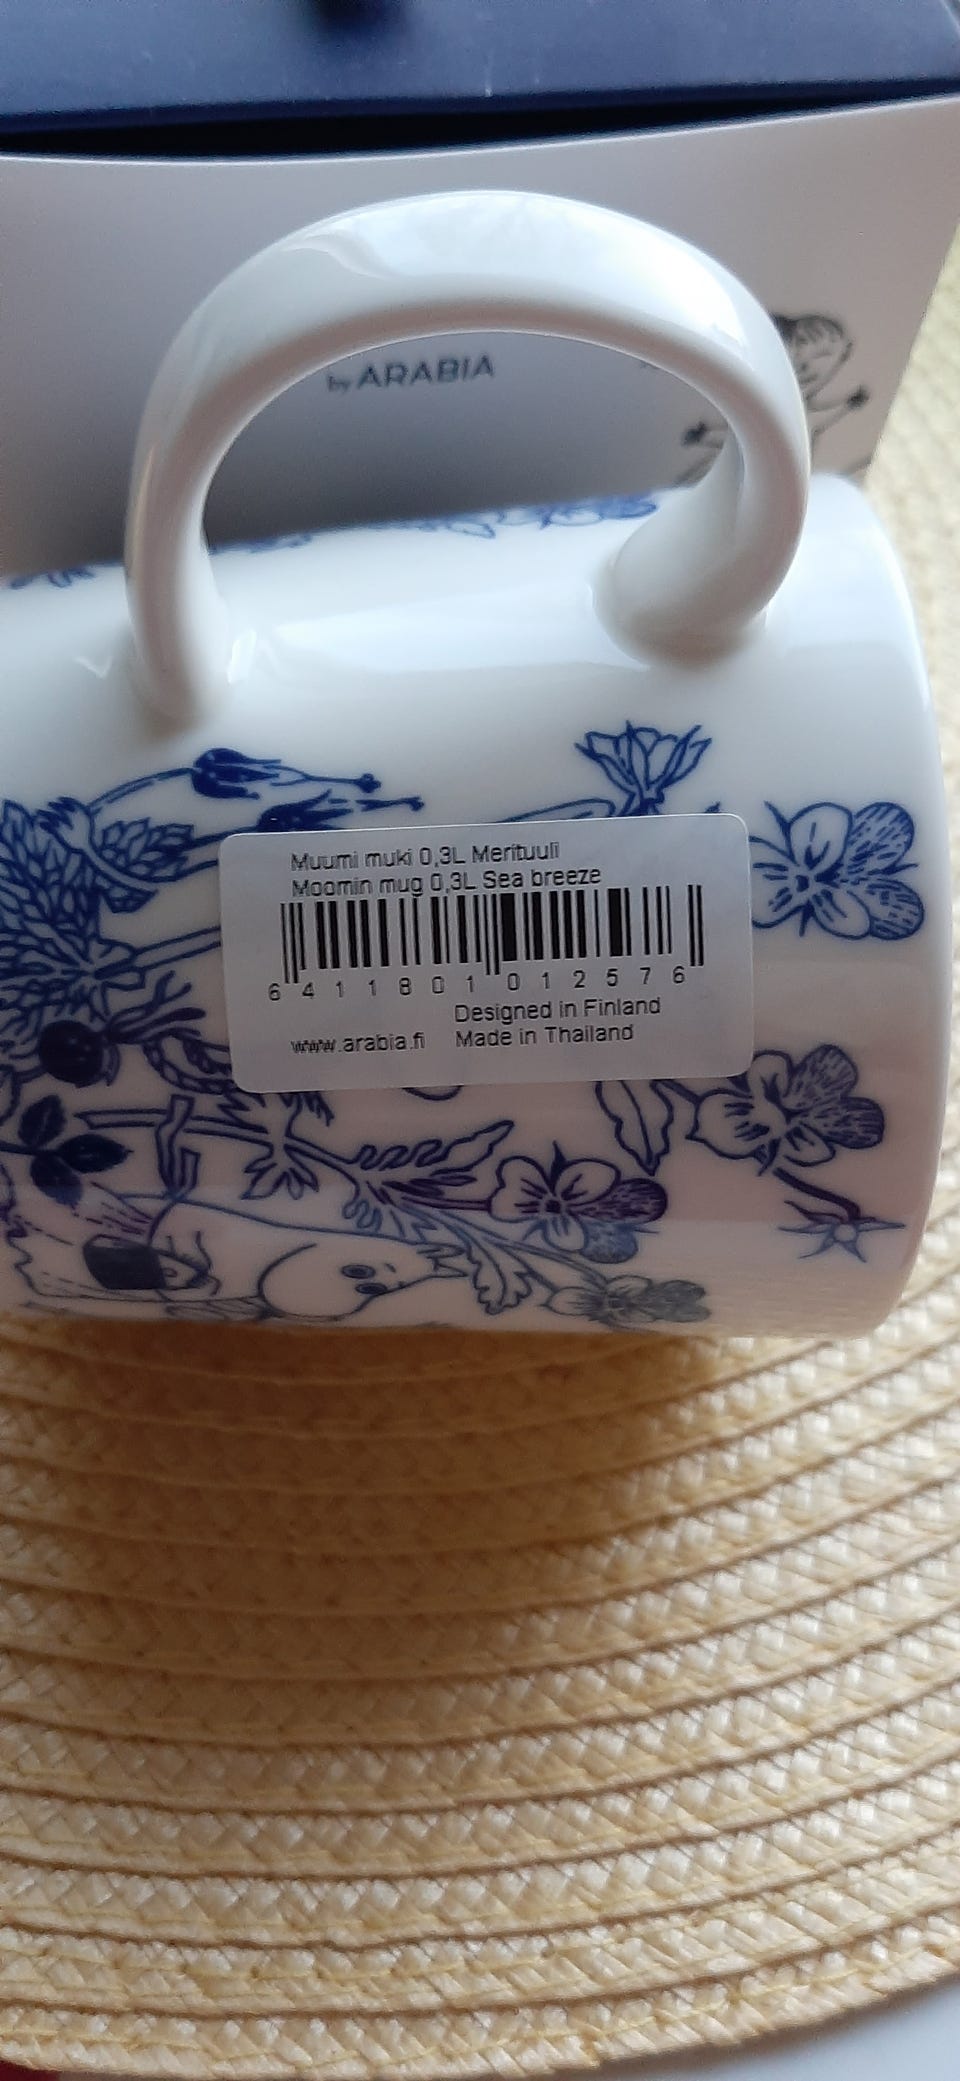 by ARABIA
Muumi muki 0,3L Merituuli
Moomin mug 0,3L Sea breeze
6 411801 012576
Designed in Finland
www.arabia.fi Made in Thailand